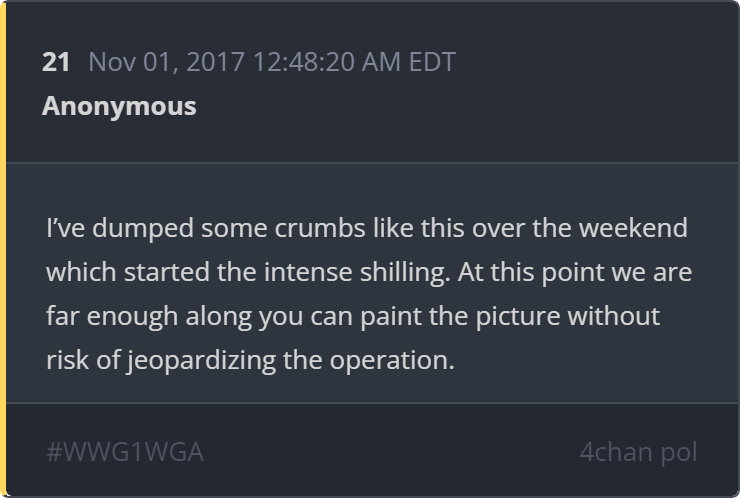 21 Nov 01, 2017 12:48:20 AM EDT
Anonymous
I’ve dumped some crumbs like this over the weekend
which started the intense shilling. At this point we are
far enough along you can paint the picture without
risk of jeopardizing the operation.
#WWG1WGA 4chan pol